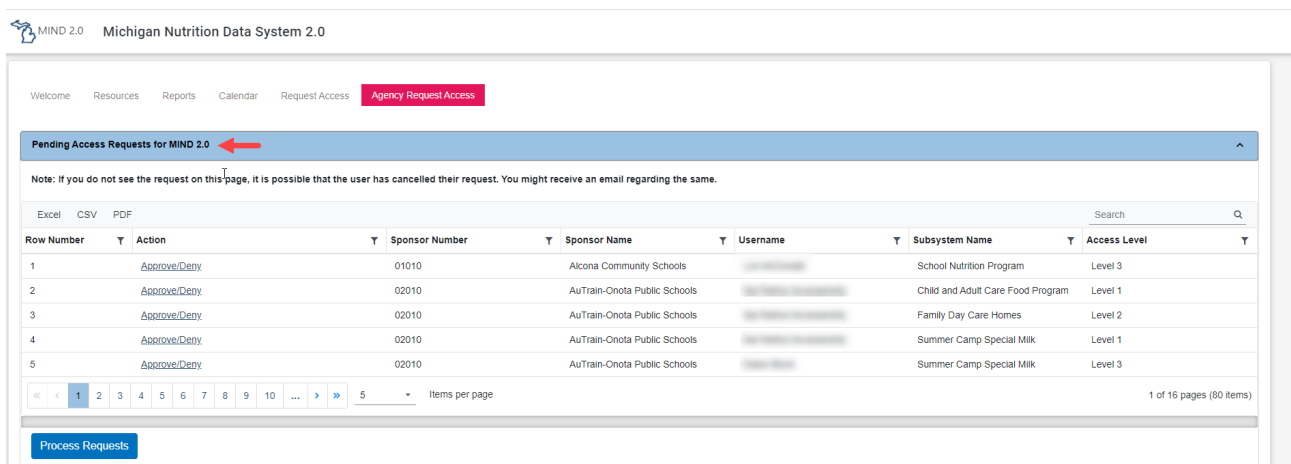 MIND 2.0 Michigan Nutrition Data System 2.0
Welcome Resources Reports Calendar Request Access Agency Request Access
Pending Access Requests for MIND 2.0
Note: If you do not see the request on this page, it is possible that the user has cancelled their request. You might receive an email regarding the same.
Excel CSV PDF Search
Row Number Action Sponsor Number Sponsor Name Username Subsystem Name Access Level
1 Approve/Deny 01010 Alcona Community Schools School Nutrition Program Level 3
2 Approve/Deny 02010 AuTrain-Onota Public Schools Child and Adult Care Food Program Level 1
3 Approve/Deny 02010 AuTrain-Onota Public Schools Family Day Care Homes Level 2
4 Approve/Deny 02010 AuTrain-Onota Public Schools Summer Camp Special Milk Level 1
5 Approve/Deny 02010 AuTrain-Onota Public Schools Summer Camp Special Milk Level 3
« ‹ 1 2 3 4 5 6 7 8 9 10 ... › » 5 Items per page 1 of 16 pages (80 items)
Process Requests